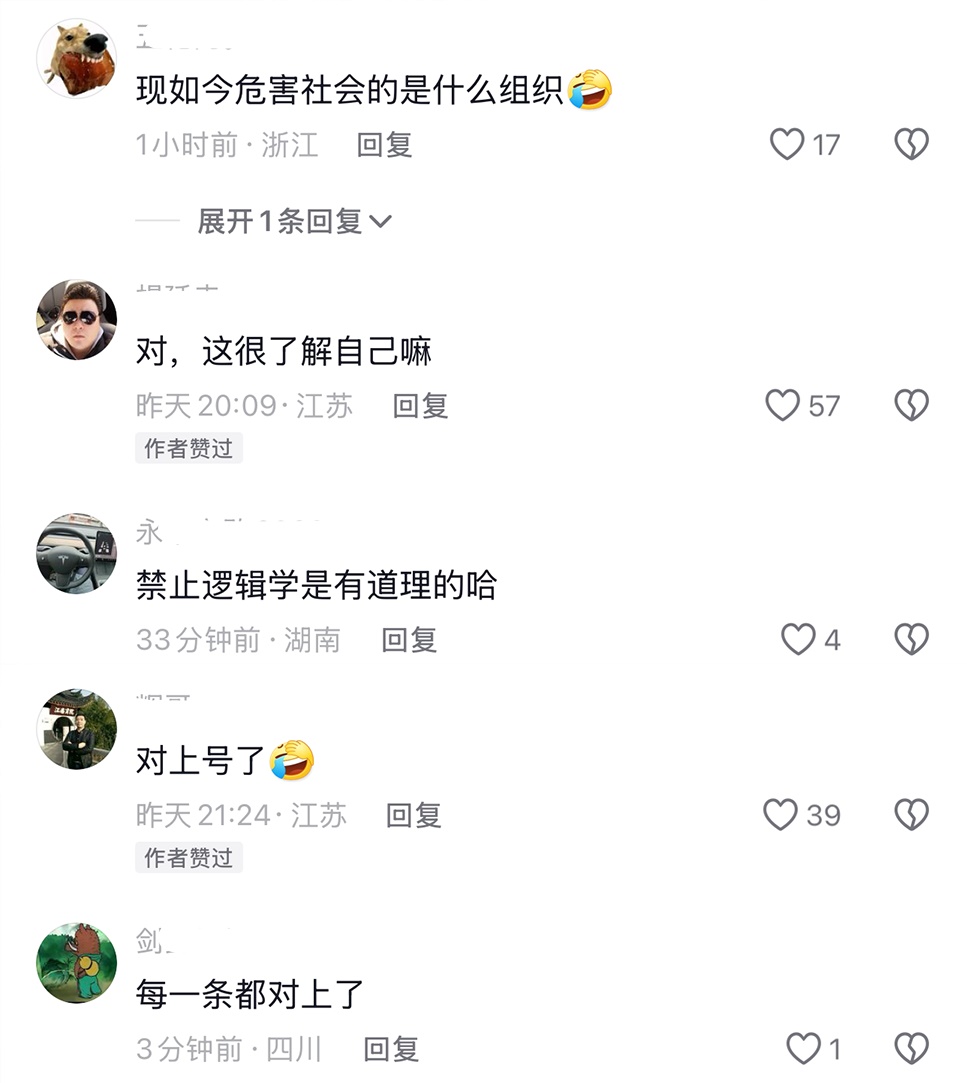 现如今危害社会的是什么组织🤣
1小时前 · 浙江 回复
17
展开1条回复
对，这很了解自己嘛
昨天 20:09 · 江苏 回复
57
作者赞过
永
禁止逻辑学是有道理的哈
33分钟前 · 湖南 回复
4
对上号了🤣
昨天 21:24 · 江苏 回复
39
作者赞过
剑
每一条都对上了
3分钟前 · 四川 回复
1